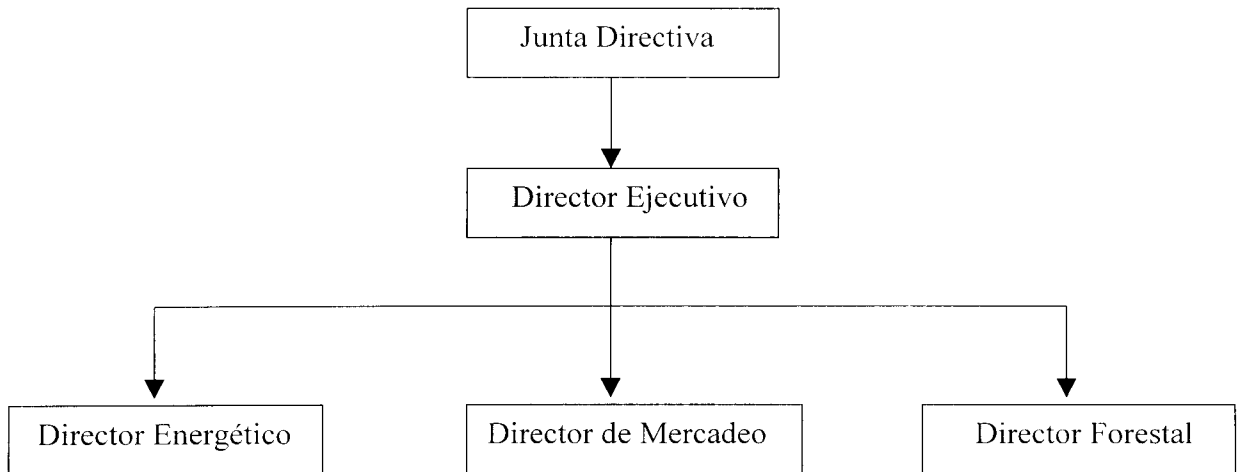 Junta Directiva
Director Ejecutivo
Director Energético
Director de Mercadeo
Director Forestal